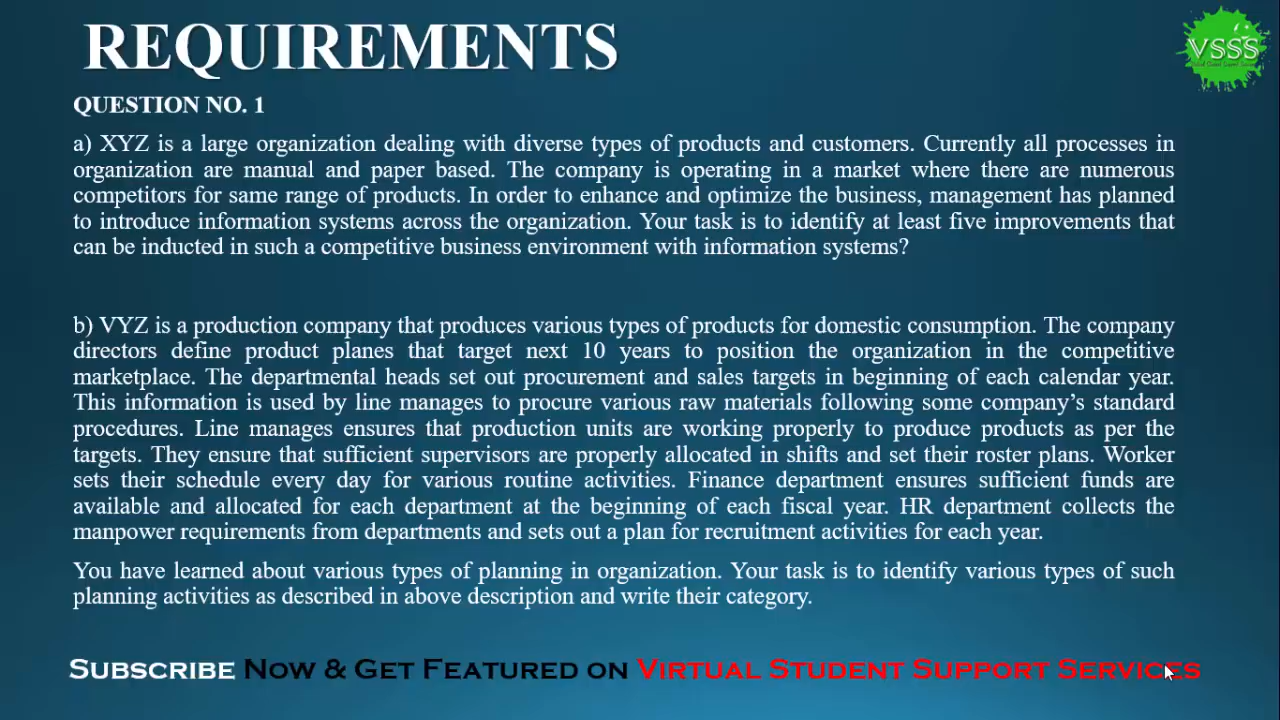 REQUIREMENTS
VSSS
QUESTION NO. 1
a) XYZ is a large organization dealing with diverse types of products and customers. Currently all processes in
organization are manual and paper based. The company is operating in a market where there are numerous
competitors for same range of products. In order to enhance and optimize the business, management has planned
to introduce information systems across the organization. Your task is to identify at least five improvements that
can be inducted in such a competitive business environment with information systems?
b) VYZ is a production company that produces various types of products for domestic consumption. The company
directors define product planes that target next 10 years to position the organization in the competitive
marketplace. The departmental heads set out procurement and sales targets in beginning of each calendar year.
This information is used by line manages to procure various raw materials following some company's standard
procedures. Line manages ensures that production units are working properly to produce products as per the
targets. They ensure that sufficient supervisors are properly allocated in shifts and set their roster plans. Worker
sets their schedule every day for various routine activities. Finance department ensures sufficient funds are
available and allocated for each department at the beginning of each fiscal year. HR department collects the
manpower requirements from departments and sets out a plan for recruitment activities for each year.
You have learned about various types of planning in organization. Your task is to identify various types of such
planning activities as described in above description and write their category.
Subscribe Now & Get Featured on Virtual Student Support Services